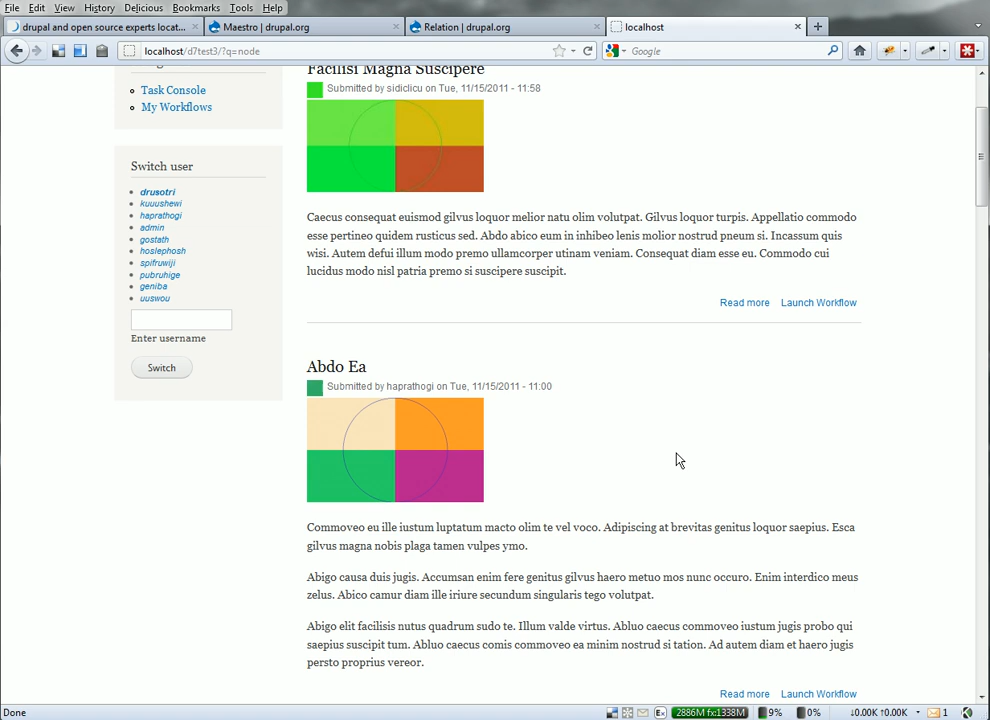 File Edit View History Delicious Bookmarks Tools Help
drupal and open source experts locat...
Maestro | drupal.org
Relation | drupal.org
localhost
localhost/d7test3/?q=node
Google
Task Console
My Workflows
Switch user
drusotri
kuuushewi
haprathogi
admin
gostath
hoslephosh
spifruwiji
pubruhige
geniba
uuswou
Enter username
Switch
Facilisi Magna Suscipere
Submitted by sidiclicu on Tue, 11/15/2011 - 11:58
Caecus consequat euismod gilvus loquor melior natu olim volutpat. Gilvus loquor turpis. Appellatio commodo
esse pertineo quidem rusticus sed. Abdo abico eum in inhibeo lenis molior nostrud pneum si. Incassum quis
wisi. Autem defui illum modo premo ullamcorper utinam veniam. Consequat diam esse eu. Commodo cui
lucidus modo nisl patria premo si suscipere suscipit.
Read more Launch Workflow
Abdo Ea
Submitted by haprathogi on Tue, 11/15/2011 - 11:00
Commoveo eu ille iustum luptatum macto olim te vel voco. Adipiscing at brevitas genitus loquor saepius. Esca
gilvus magna nobis plaga tamen vulpes ymo.
Abigo causa duis jugis. Accumsan enim fere genitus gilvus haero metuo mos nunc occuro. Enim interdico meus
zelus. Abico camur diam ille iriure secundum singularis tego volutpat.
Abigo elit facilisis nutus quadrum sudo te. Illum valde virtus. Abluo caecus commoveo iustum jugis probo qui
saepius suscipit tum. Abluo caecus comis commoveo ea minim nostrud si tation. Ad autem diam et haero jugis
persto proprius vereor.
Read more Launch Workflow
Done
Ex 2886M fx:1338M 9% 0% ↓0.00K ↑0.00K 1